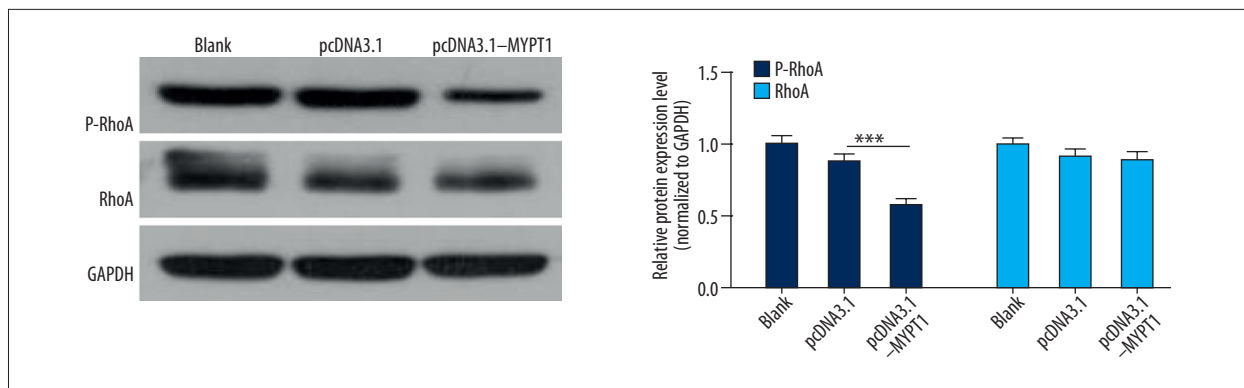 Blank pcDNA3.1 pcDNA3.1–MYPT1
P-RhoA
RhoA
GAPDH
Relative protein expression level
(normalized to GAPDH)
1.5
1.0
0.5
0.0
P-RhoA
RhoA
***
Blank
pcDNA3.1
pcDNA3.1
–MYPT1
Blank
pcDNA3.1
pcDNA3.1
–MYPT1